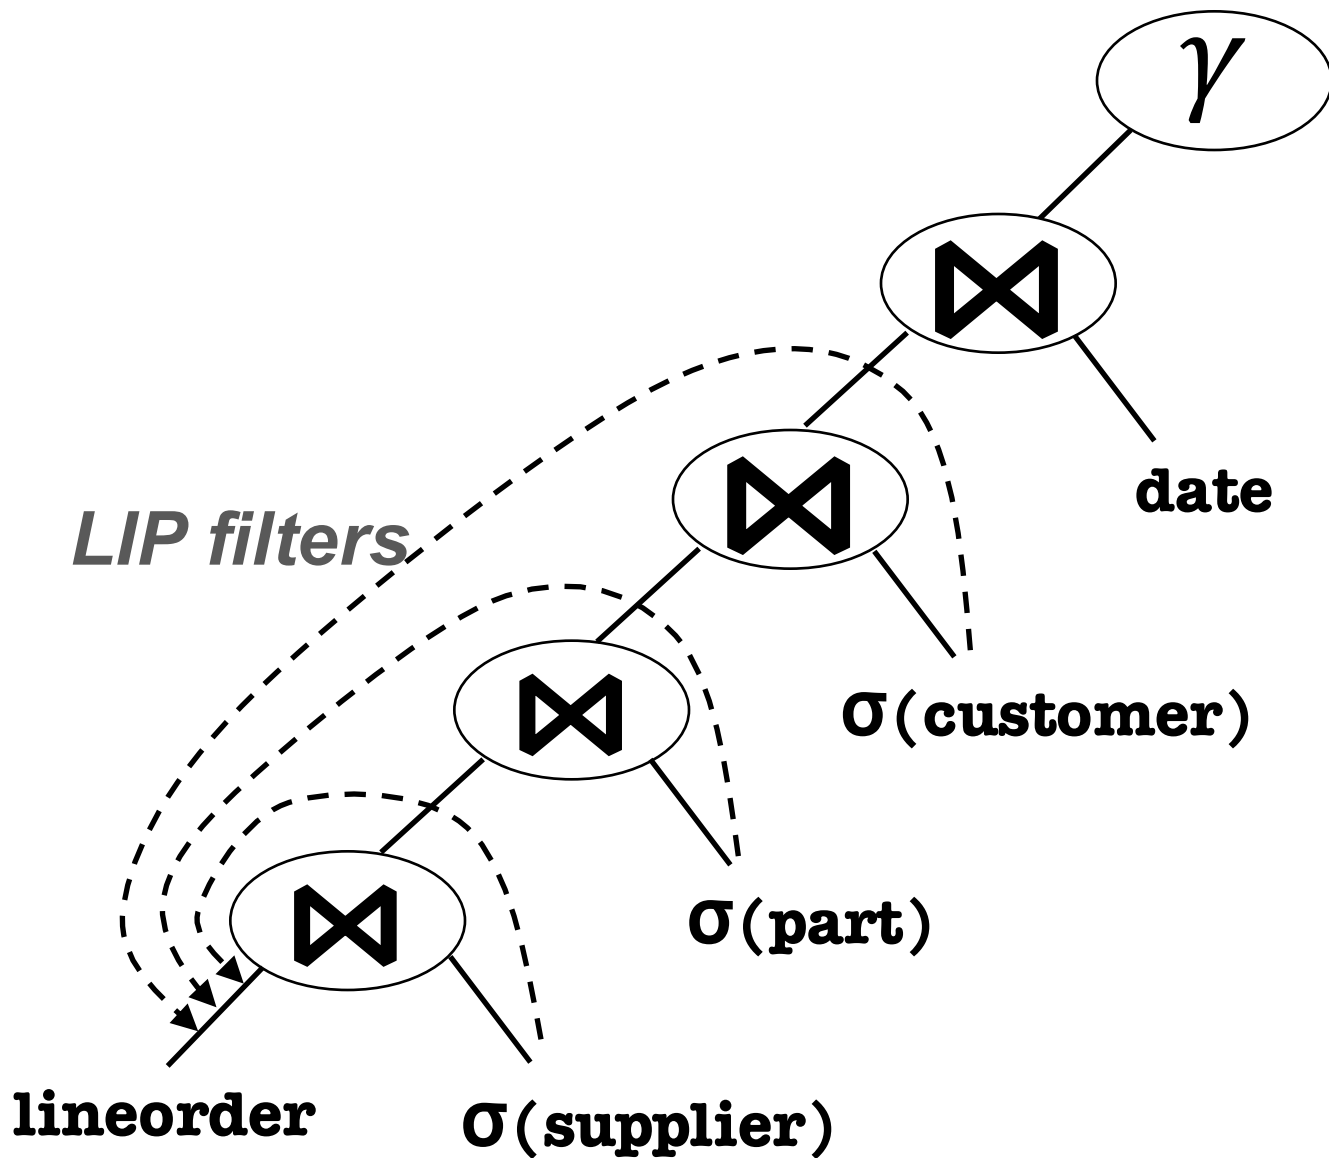 γ
⋈
⋈
date
LIP filters
⋈
σ(customer)
⋈
σ(part)
lineorder
σ(supplier)